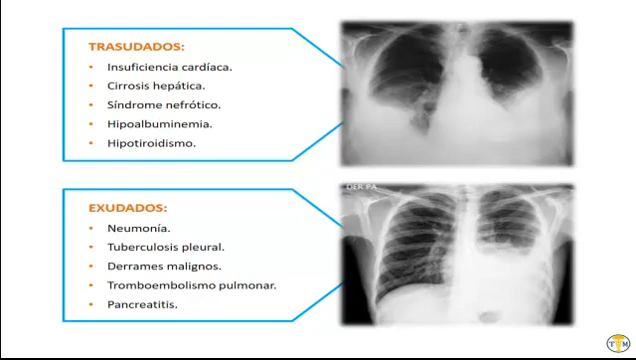 TRASUDADOS:
• Insuficiencia cardíaca.
• Cirrosis hepática.
• Síndrome nefrótico.
• Hipoalbuminemia.
• Hipotiroidismo.
DER PA
EXUDADOS:
• Neumonía.
• Tuberculosis pleural.
• Derrames malignos.
• Tromboembolismo pulmonar.
• Pancreatitis.
T M